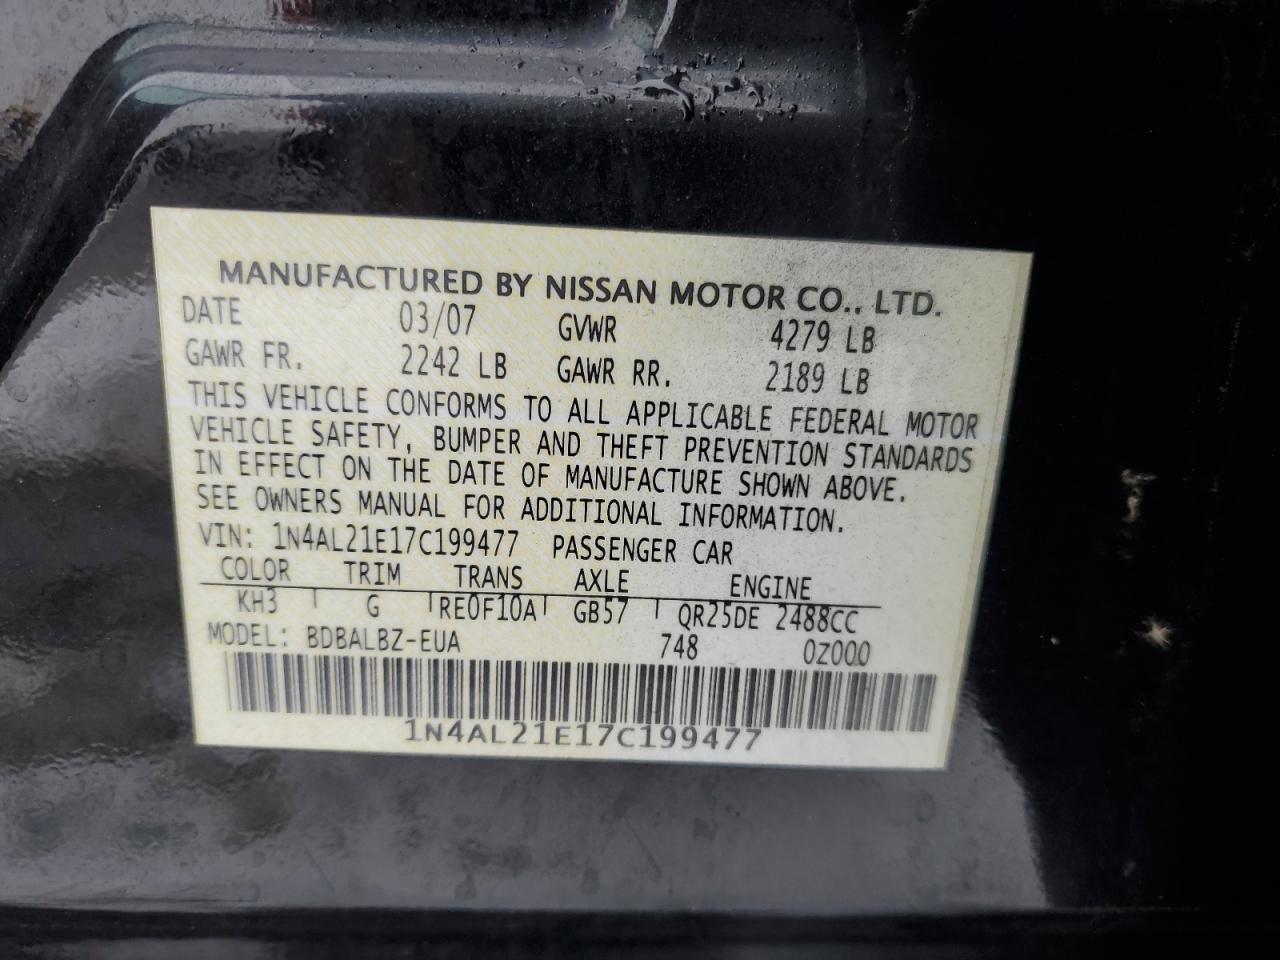 MANUFACTURED BY NISSAN MOTOR CO., LTD.
DATE 03/07 GVWR 4279 LB
GAWR FR. 2242 LB GAWR RR. 2189 LB
THIS VEHICLE CONFORMS TO ALL APPLICABLE FEDERAL MOTOR
VEHICLE SAFETY, BUMPER AND THEFT PREVENTION STANDARDS
IN EFFECT ON THE DATE OF MANUFACTURE SHOWN ABOVE.
SEE OWNERS MANUAL FOR ADDITIONAL INFORMATION.
VIN: 1N4AL21E17C199477 PASSENGER CAR
COLOR TRIM TRANS AXLE ENGINE
KH3 G RE0F10A GB57 QR25DE 2488CC
MODEL: BDBALBZ-EUA 748 0Z000
1N4AL21E17C199477